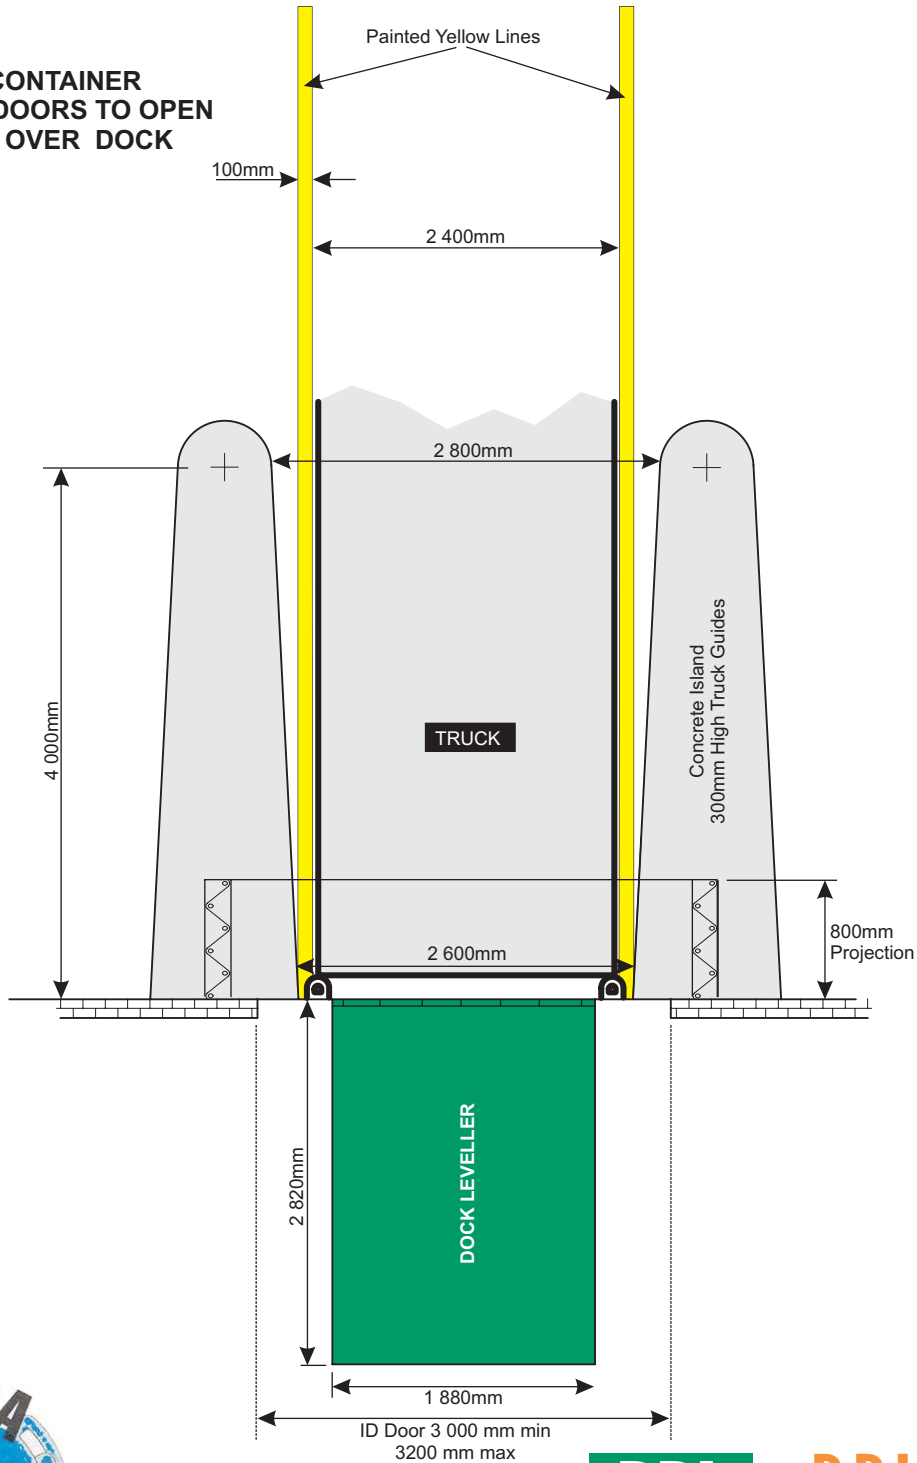 Painted Yellow Lines
CONTAINER
DOORS TO OPEN
OVER DOCK
100mm
2 400mm
2 800mm
4 000mm
Concrete Island
300mm High Truck Guides
TRUCK
800mm
Projection
2 600mm
2 820mm
DOCK LEVELLER
1 880mm
ID Door 3 000 mm min
3200 mm max